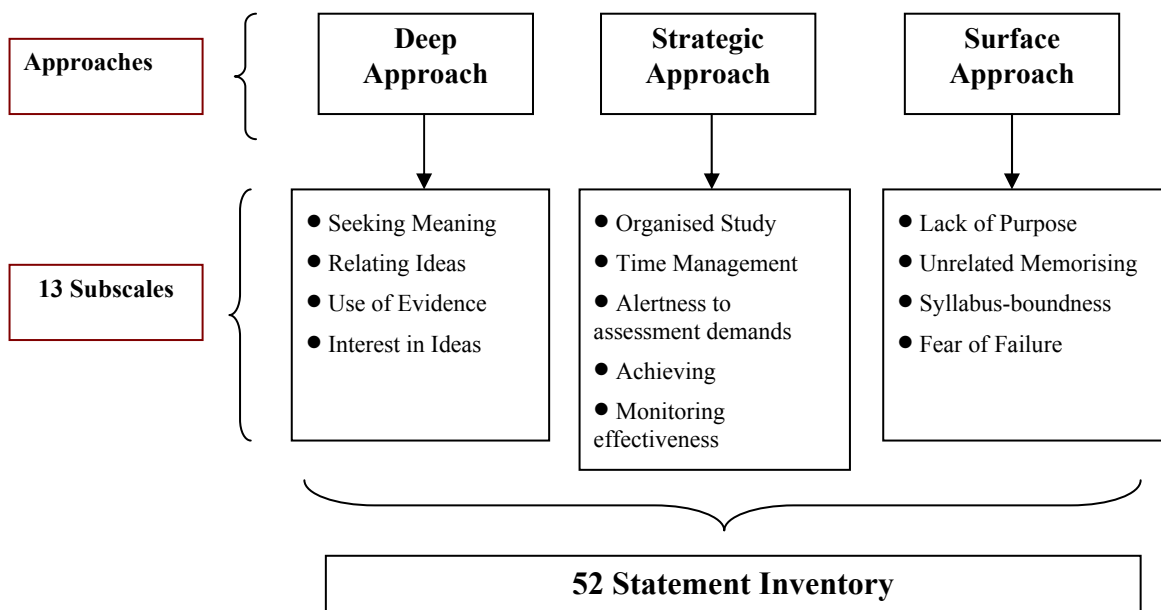 Approaches
Deep
Approach
Strategic
Approach
Surface
Approach
13 Subscales
● Seeking Meaning
● Relating Ideas
● Use of Evidence
● Interest in Ideas
● Organised Study
● Time Management
● Alertness to
assessment demands
● Achieving
● Monitoring
effectiveness
● Lack of Purpose
● Unrelated Memorising
● Syllabus-boundness
● Fear of Failure
52 Statement Inventory